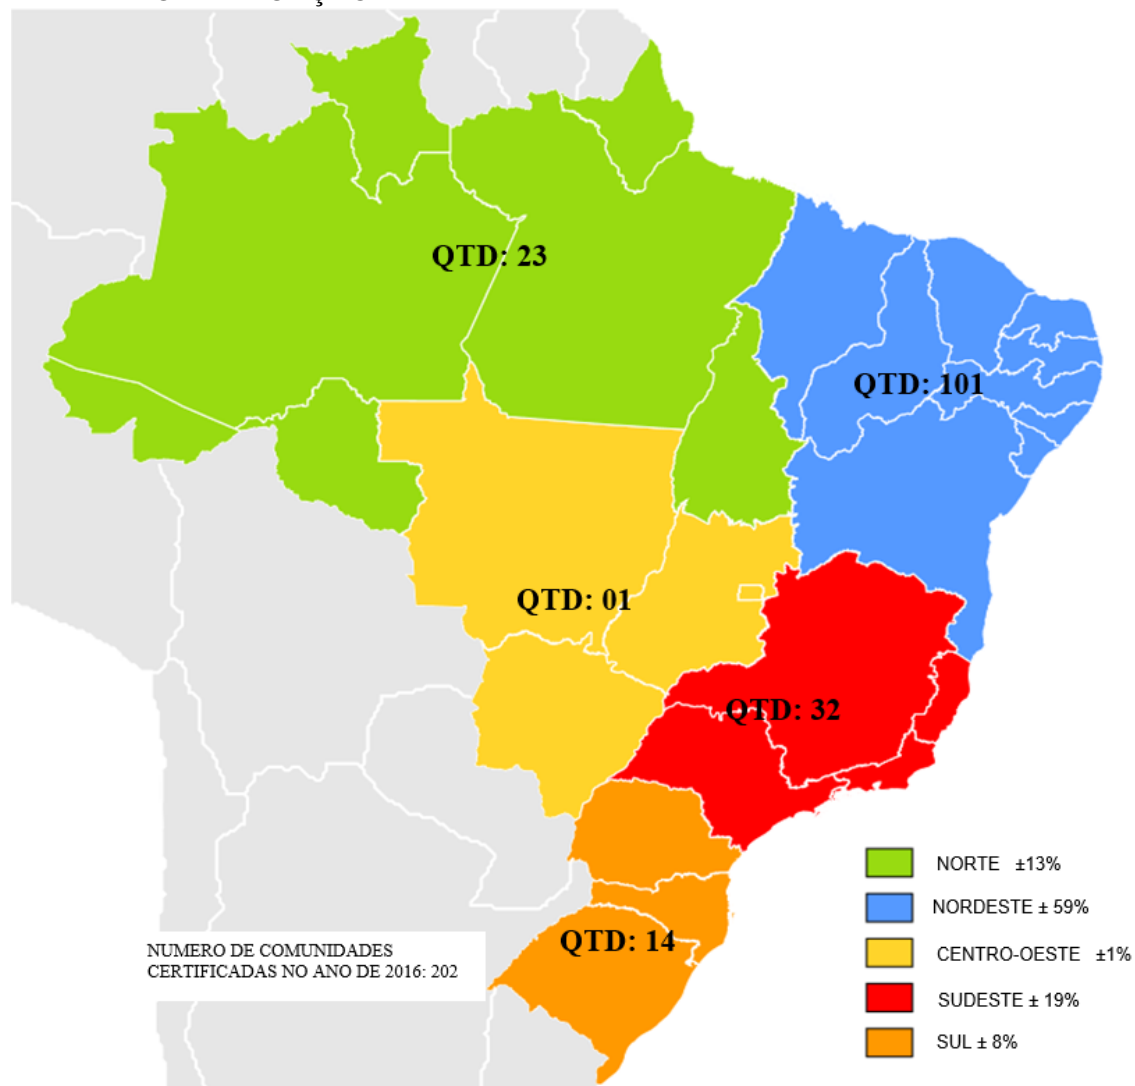 QTD: 23
QTD: 101
QTD: 01
QTD: 32
NORTE ±13%
NORDESTE ± 59%
CENTRO-OESTE ±1%
SUDESTE ± 19%
SUL ± 8%
QTD: 14
NUMERO DE COMUNIDADES
CERTIFICADAS NO ANO DE 2016: 202